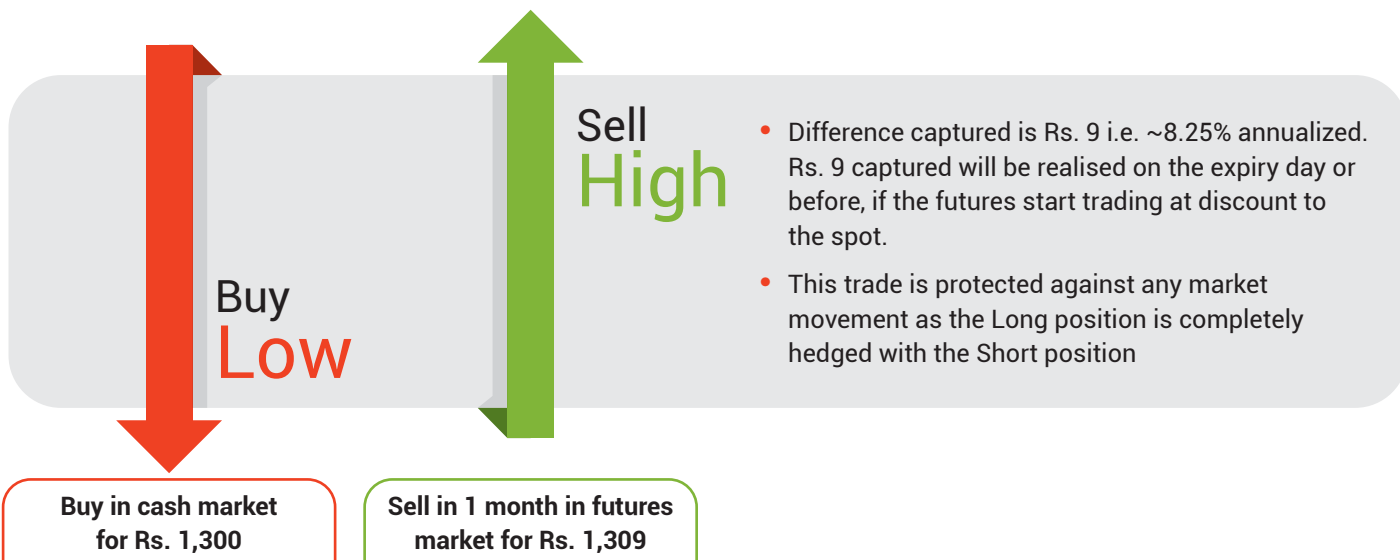 Sell
High
• Difference captured is Rs. 9 i.e. ~8.25% annualized.
Rs. 9 captured will be realised on the expiry day or
before, if the futures start trading at discount to
the spot.
• This trade is protected against any market
movement as the Long position is completely
hedged with the Short position
Buy
Low
Buy in cash market
for Rs. 1,300
Sell in 1 month in futures
market for Rs. 1,309